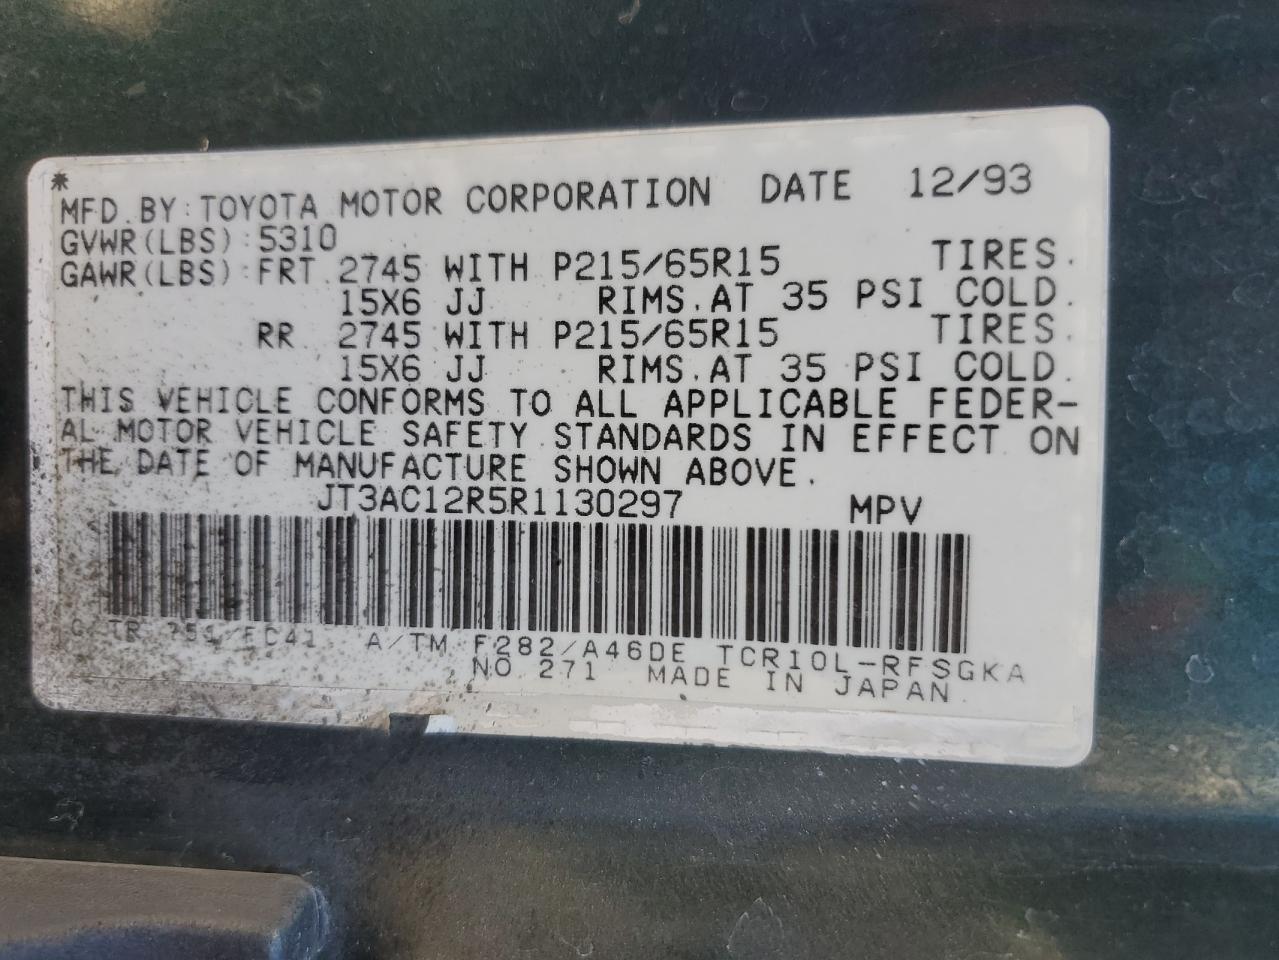 *
MFD. BY: TOYOTA MOTOR CORPORATION DATE 12/93
GVWR(LBS): 5310
GAWR(LBS): FRT 2745 WITH P215/65R15 TIRES.
15X6 JJ RIMS. AT 35 PSI COLD.
RR 2745 WITH P215/65R15 TIRES.
15X6 JJ RIMS. AT 35 PSI COLD.
THIS VEHICLE CONFORMS TO ALL APPLICABLE FEDER-
AL MOTOR VEHICLE SAFETY STANDARDS IN EFFECT ON
THE DATE OF MANUFACTURE SHOWN ABOVE.
JT3AC12R5R1130297 MPV
C/TR A/TM F282/A46DE TCR10L-RFSGKA
NO. 271 MADE IN JAPAN